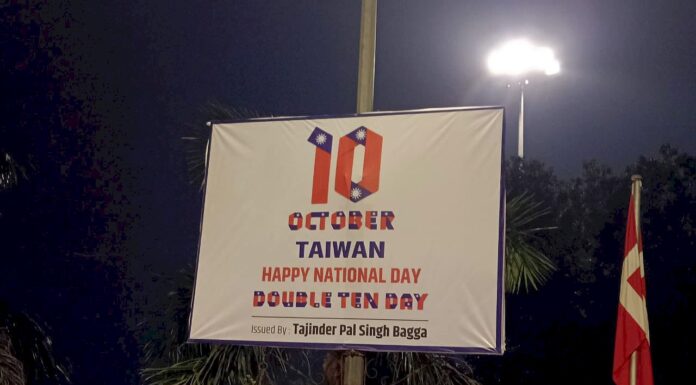 10
OCTOBER
TAIWAN
HAPPY NATIONAL DAY
DOUBLE TEN DAY
Issued By : Tajinder Pal Singh Bagga